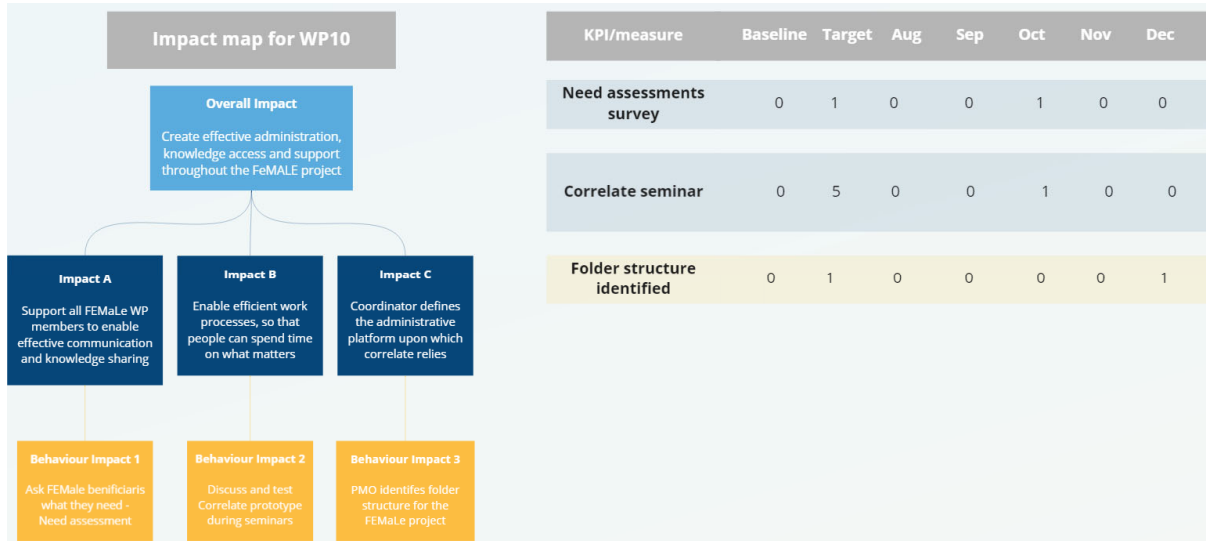 Impact map for WP10
Overall Impact
Create effective administration,
knowledge access and support
throughout the FeMALE project
Impact A
Support all FEMaLe WP
members to enable
effective communication
and knowledge sharing
Impact B
Enable efficient work
processes, so that
people can spend time
on what matters
Impact C
Coordinator defines
the administrative
platform upon which
correlate relies
Behaviour Impact 1
Ask FEMale benificiaris
what they need -
Need assessment
Behaviour Impact 2
Discuss and test
Correlate prototype
during seminars
Behaviour Impact 3
PMO identifes folder
structure for the
FEMaLe project
KPI/measure Baseline Target Aug Sep Oct Nov Dec
Need assessments
survey 0 1 0 0 1 0 0
Correlate seminar 0 5 0 0 1 0 0
Folder structure
identified 0 1 0 0 0 0 1